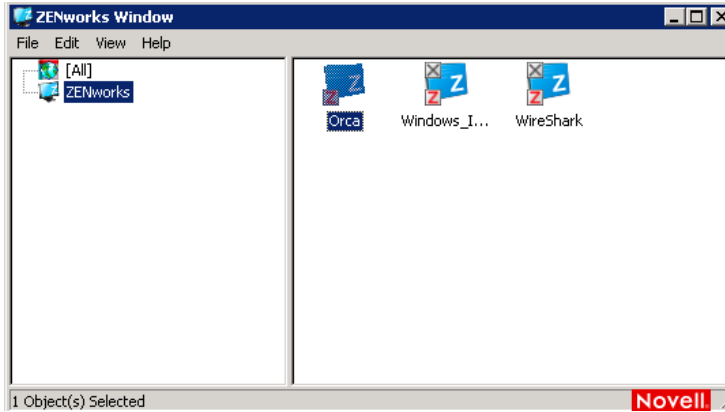 ZENworks Window
File Edit View Help
[All]
ZENworks
Orca
Windows_I...
WireShark
1 Object(s) Selected
Novell.